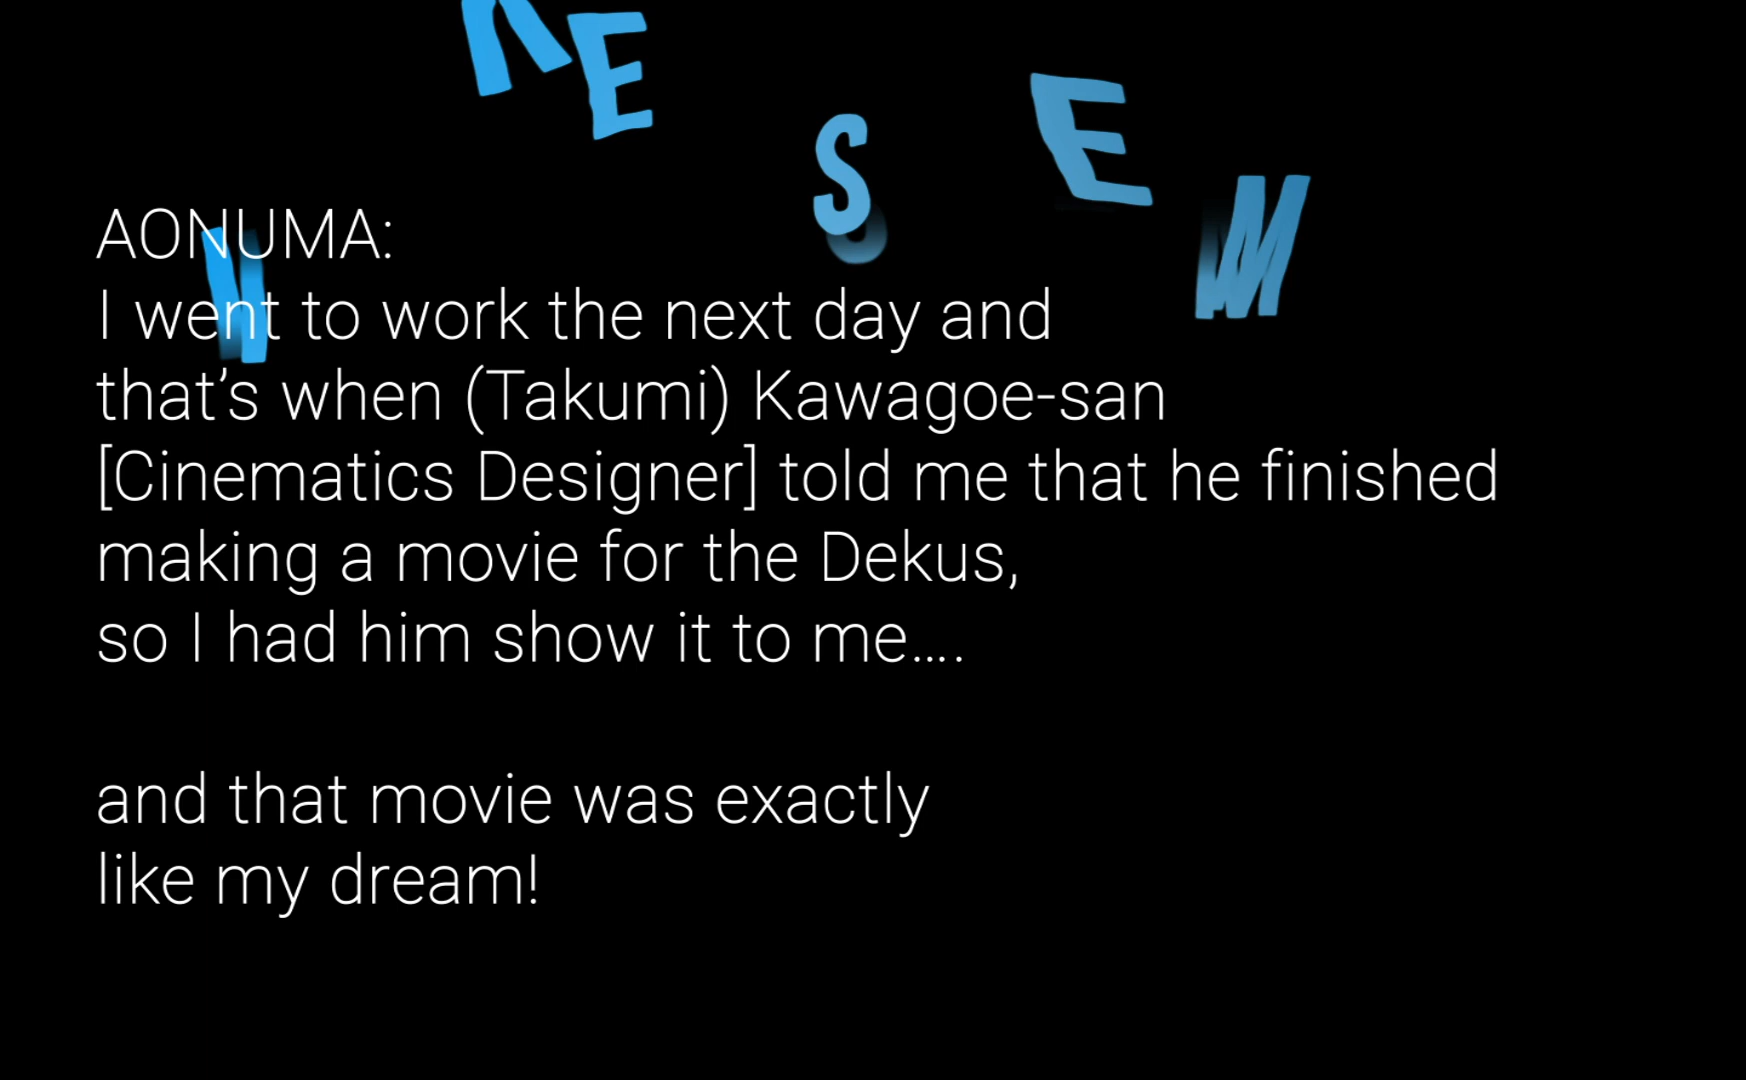 R E
S E
M
N
AONUMA:
I went to work the next day and
that’s when (Takumi) Kawagoe-san
[Cinematics Designer] told me that he finished
making a movie for the Dekus,
so I had him show it to me….
and that movie was exactly
like my dream!